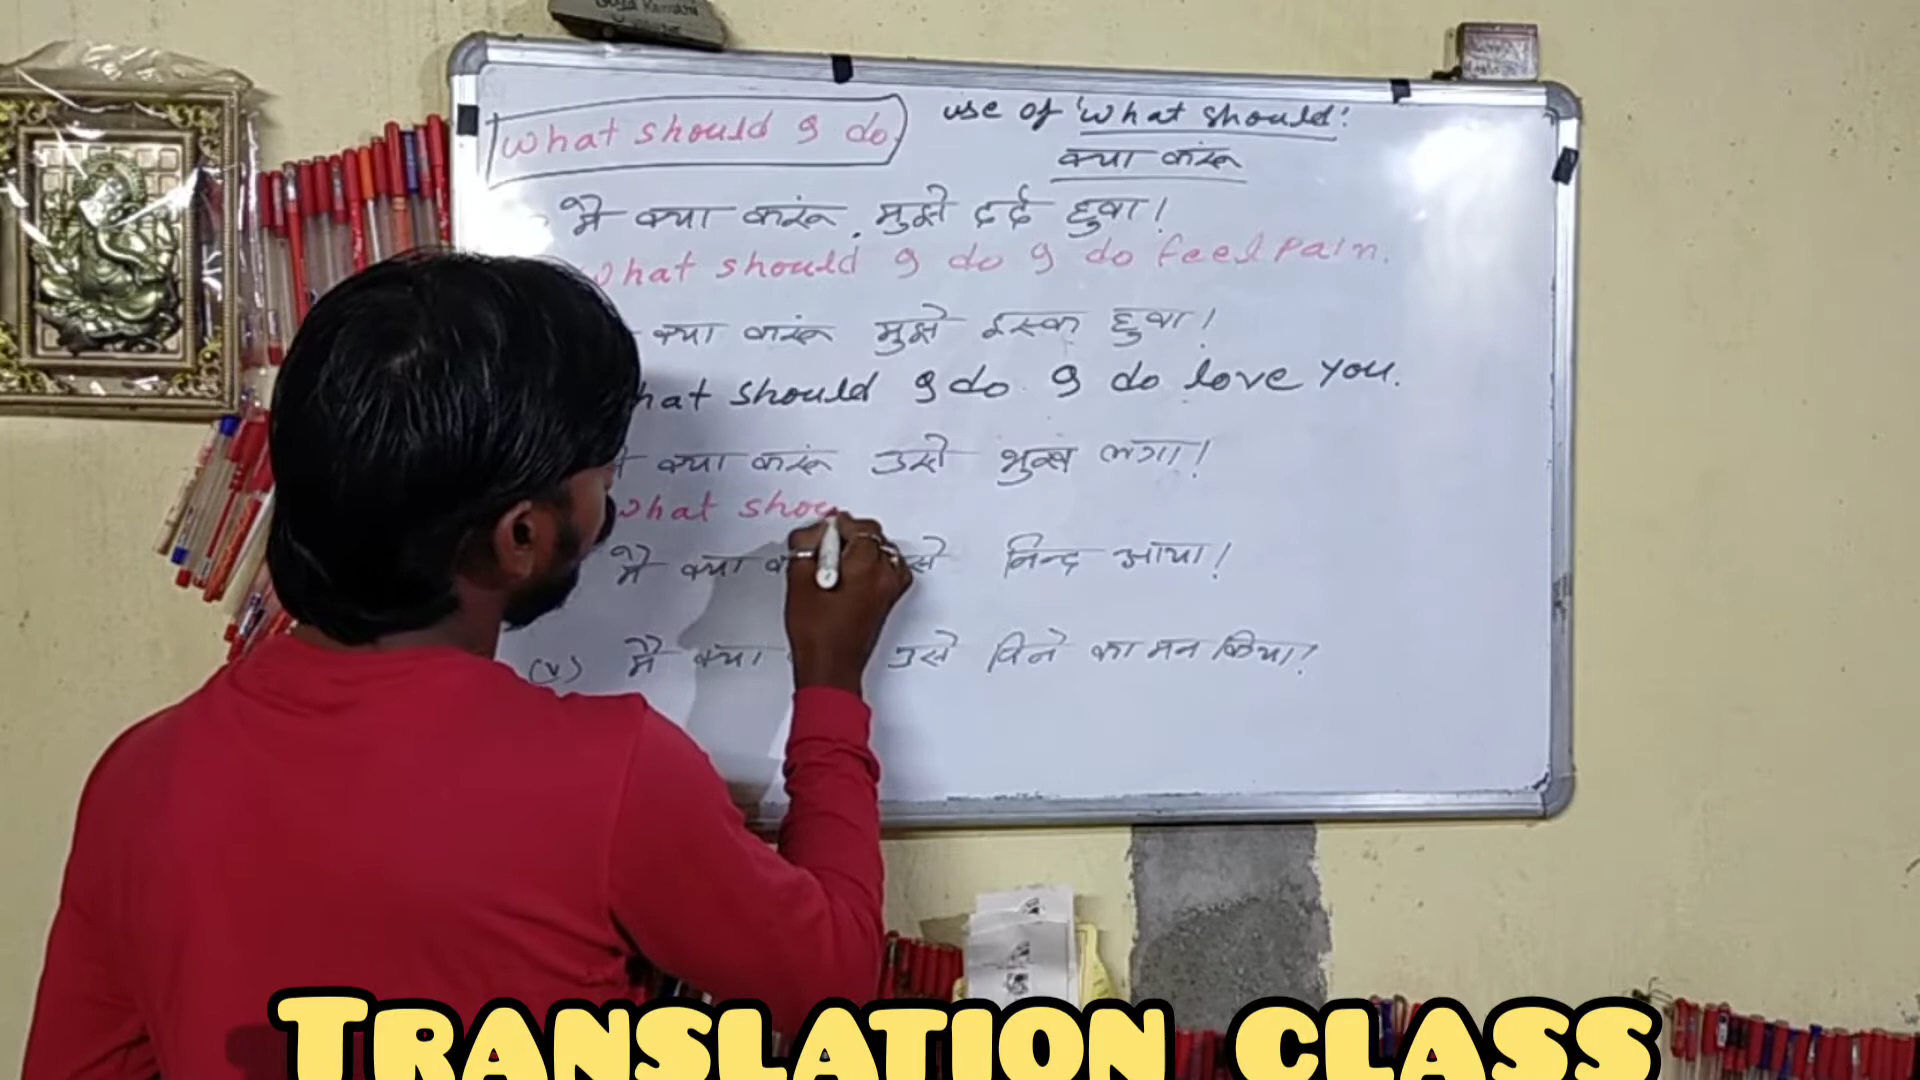 What should I do.
use of 'What should'.
क्या करूं
मै क्या करूं. मुझे दर्द हुवा!
What should I do I do feel pain.
क्या करूं मुझे इस्क हुवा!
hat should I do. I do love you.
क्या करूं उसे भुख लगा!
What shou
मै क्या से निन्द आया!
(v) मै क्या उसे पिने का मन किया?
TRANSLATION CLASS